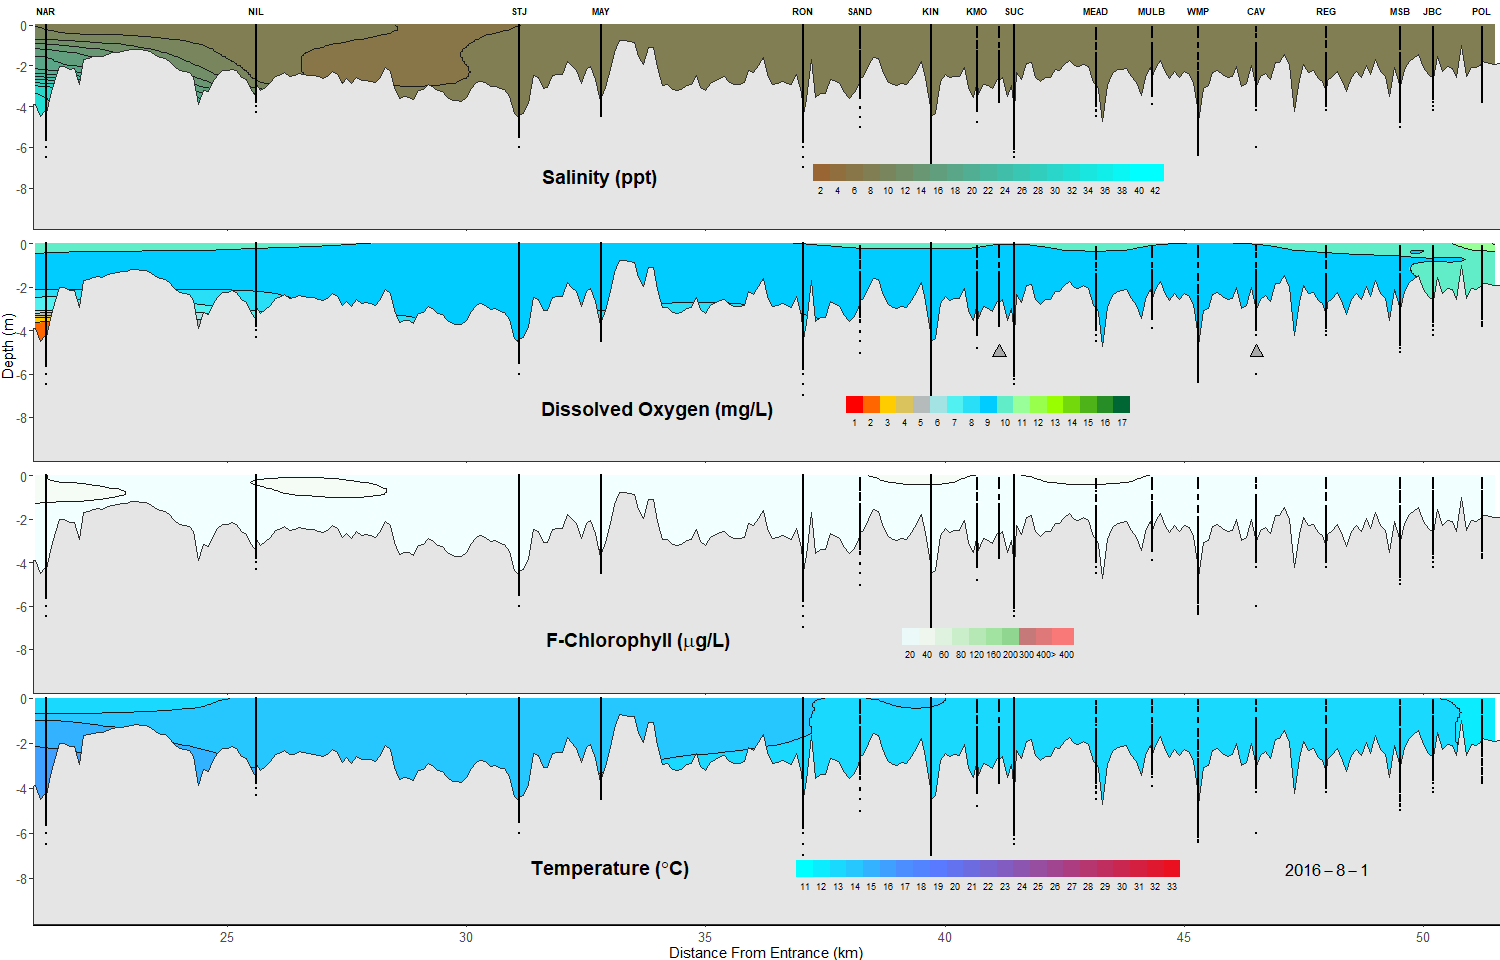 NAR NIL STJ MAY RON SAND KIN KMO SUC MEAD MULB WMP CAV REG MSB JBC POL
0
-2
-4
-6
-8
Salinity (ppt)
2 4 6 8 10 12 14 16 18 20 22 24 26 28 30 32 34 36 38 40 42
0
-2
-4
-6
-8
Depth (m)
Dissolved Oxygen (mg/L)
1 2 3 4 5 6 7 8 9 10 11 12 13 14 15 16 17
0
-2
-4
-6
-8
F-Chlorophyll (μg/L)
20 40 60 80 120 160 200 300 400 > 400
0
-2
-4
-6
-8
Temperature (°C)
11 12 13 14 15 16 17 18 19 20 21 22 23 24 25 26 27 28 29 30 31 32 33
2016 – 8 – 1
25 30 35 40 45 50
Distance From Entrance (km)